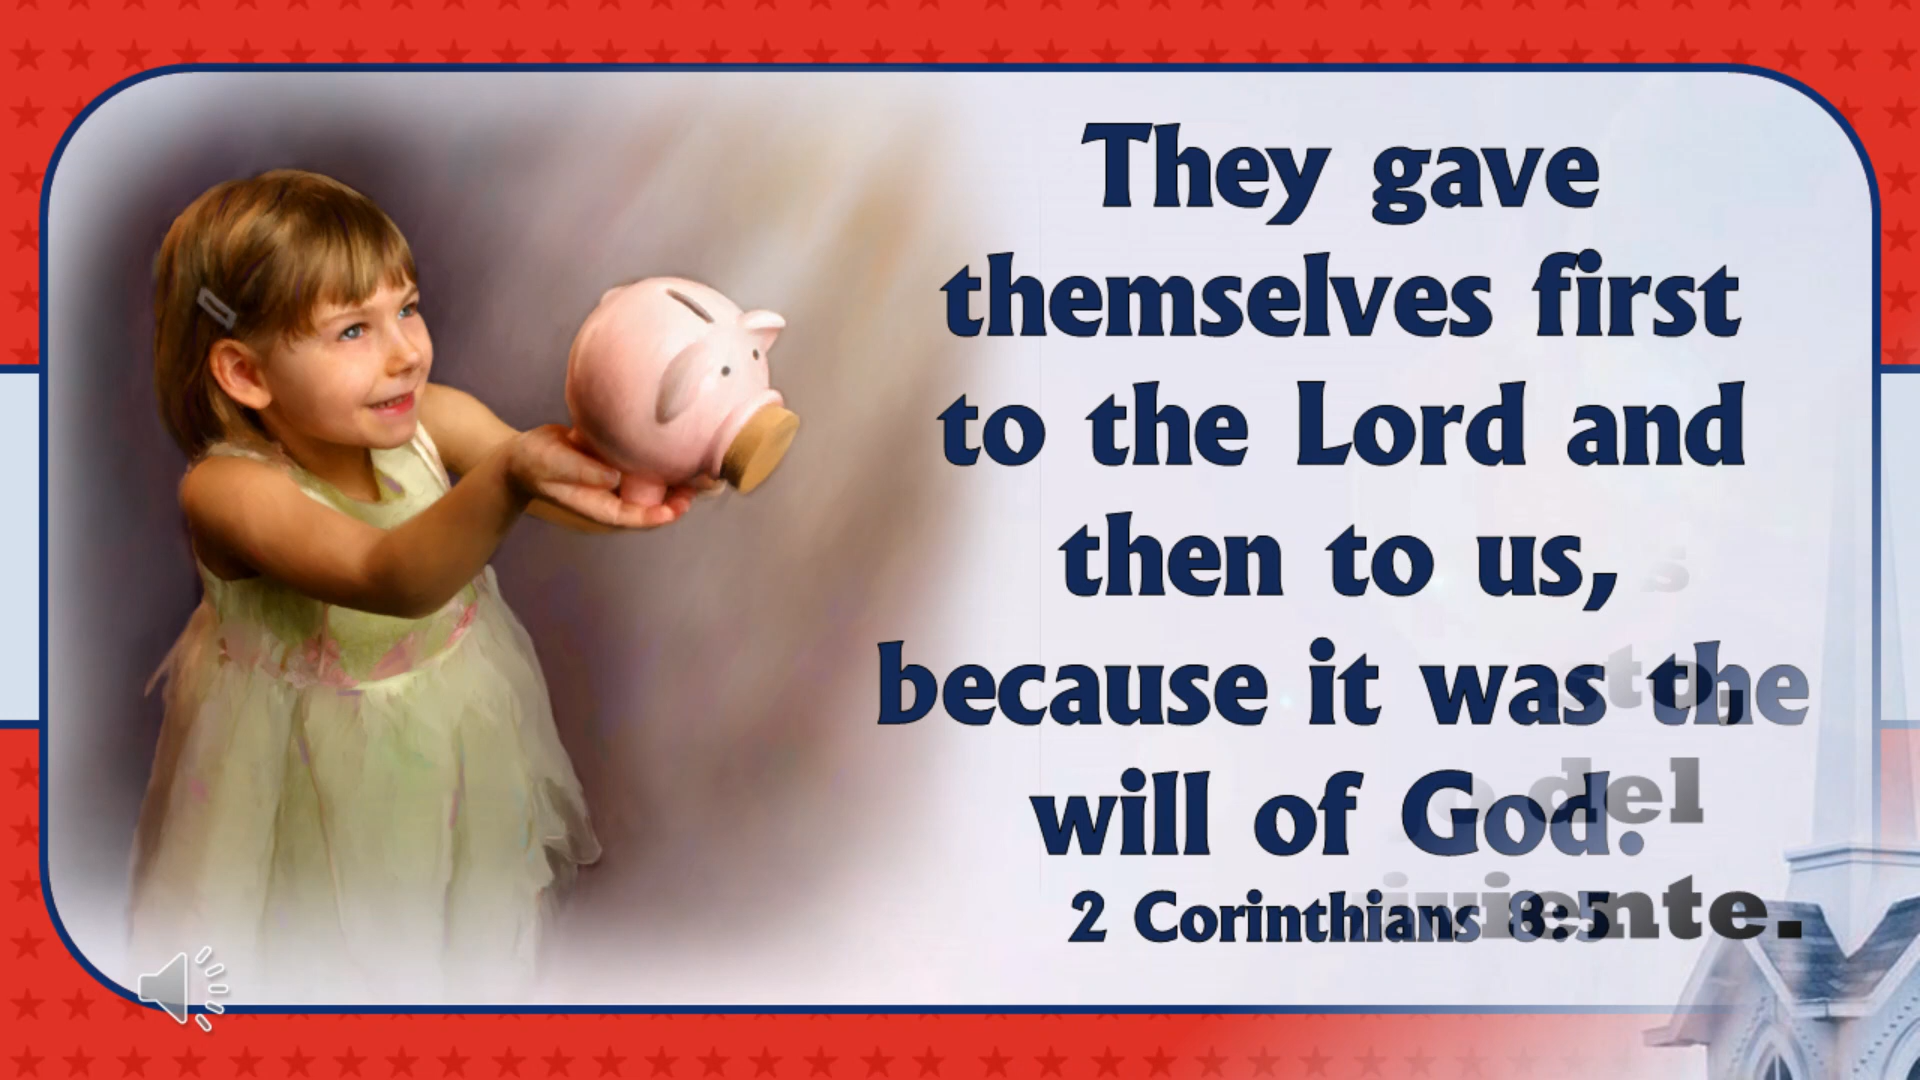 They gave
themselves first
to the Lord and
then to us,
because it was the
will of God.
2 Corinthians 8:5
del